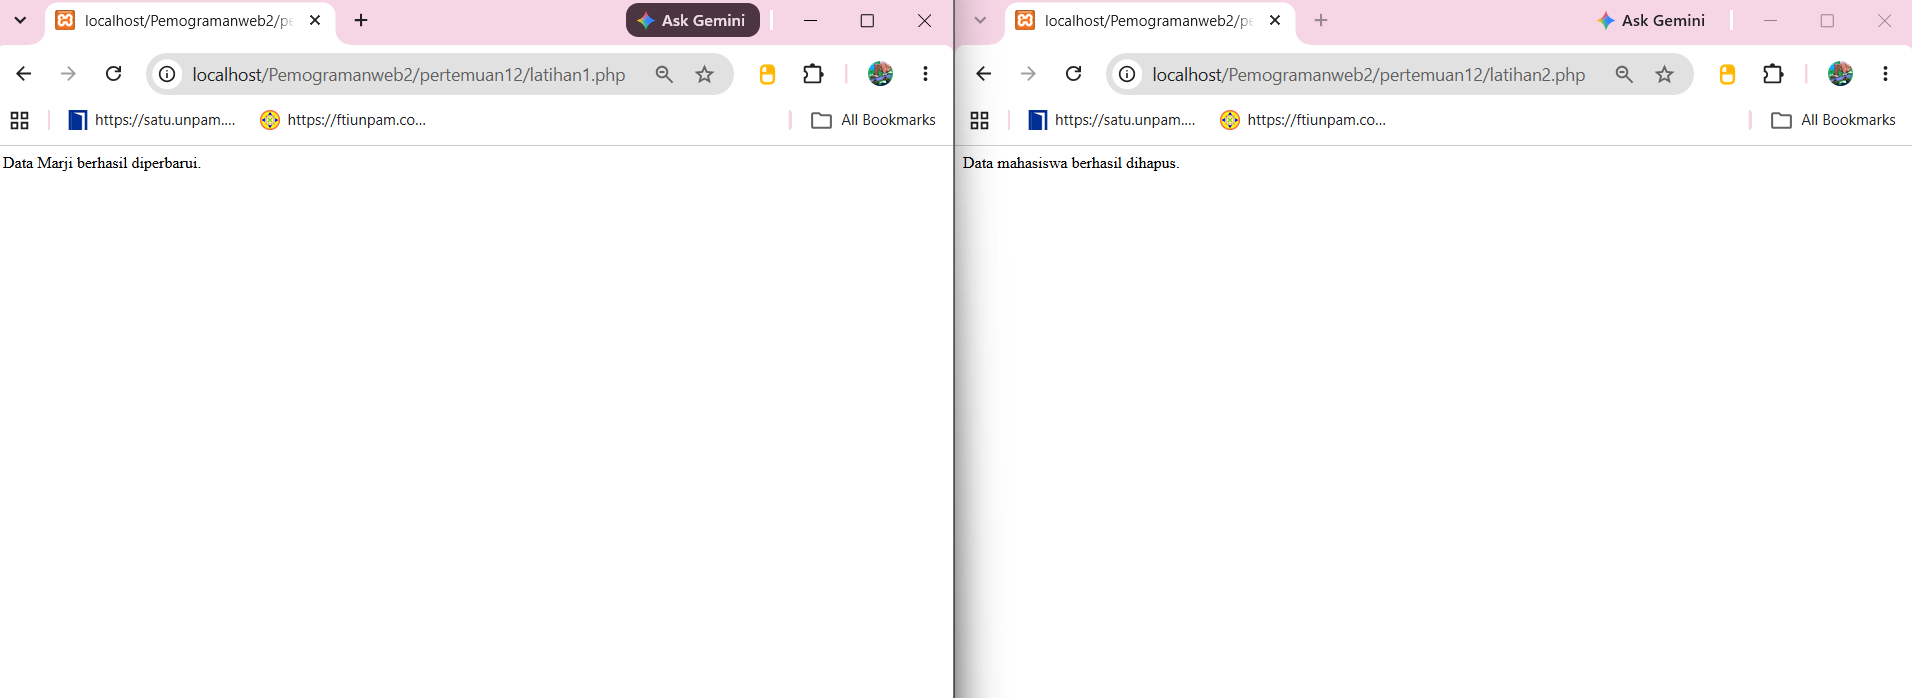 localhost/Pemogramanweb2/pe
Ask Gemini
localhost/Pemogramanweb2/pertemuan12/latihan1.php
https://satu.unpam....
https://ftiunpam.co...
All Bookmarks
Data Marji berhasil diperbarui.
localhost/Pemogramanweb2/pe
Ask Gemini
localhost/Pemogramanweb2/pertemuan12/latihan2.php
https://satu.unpam....
https://ftiunpam.co...
All Bookmarks
Data mahasiswa berhasil dihapus.